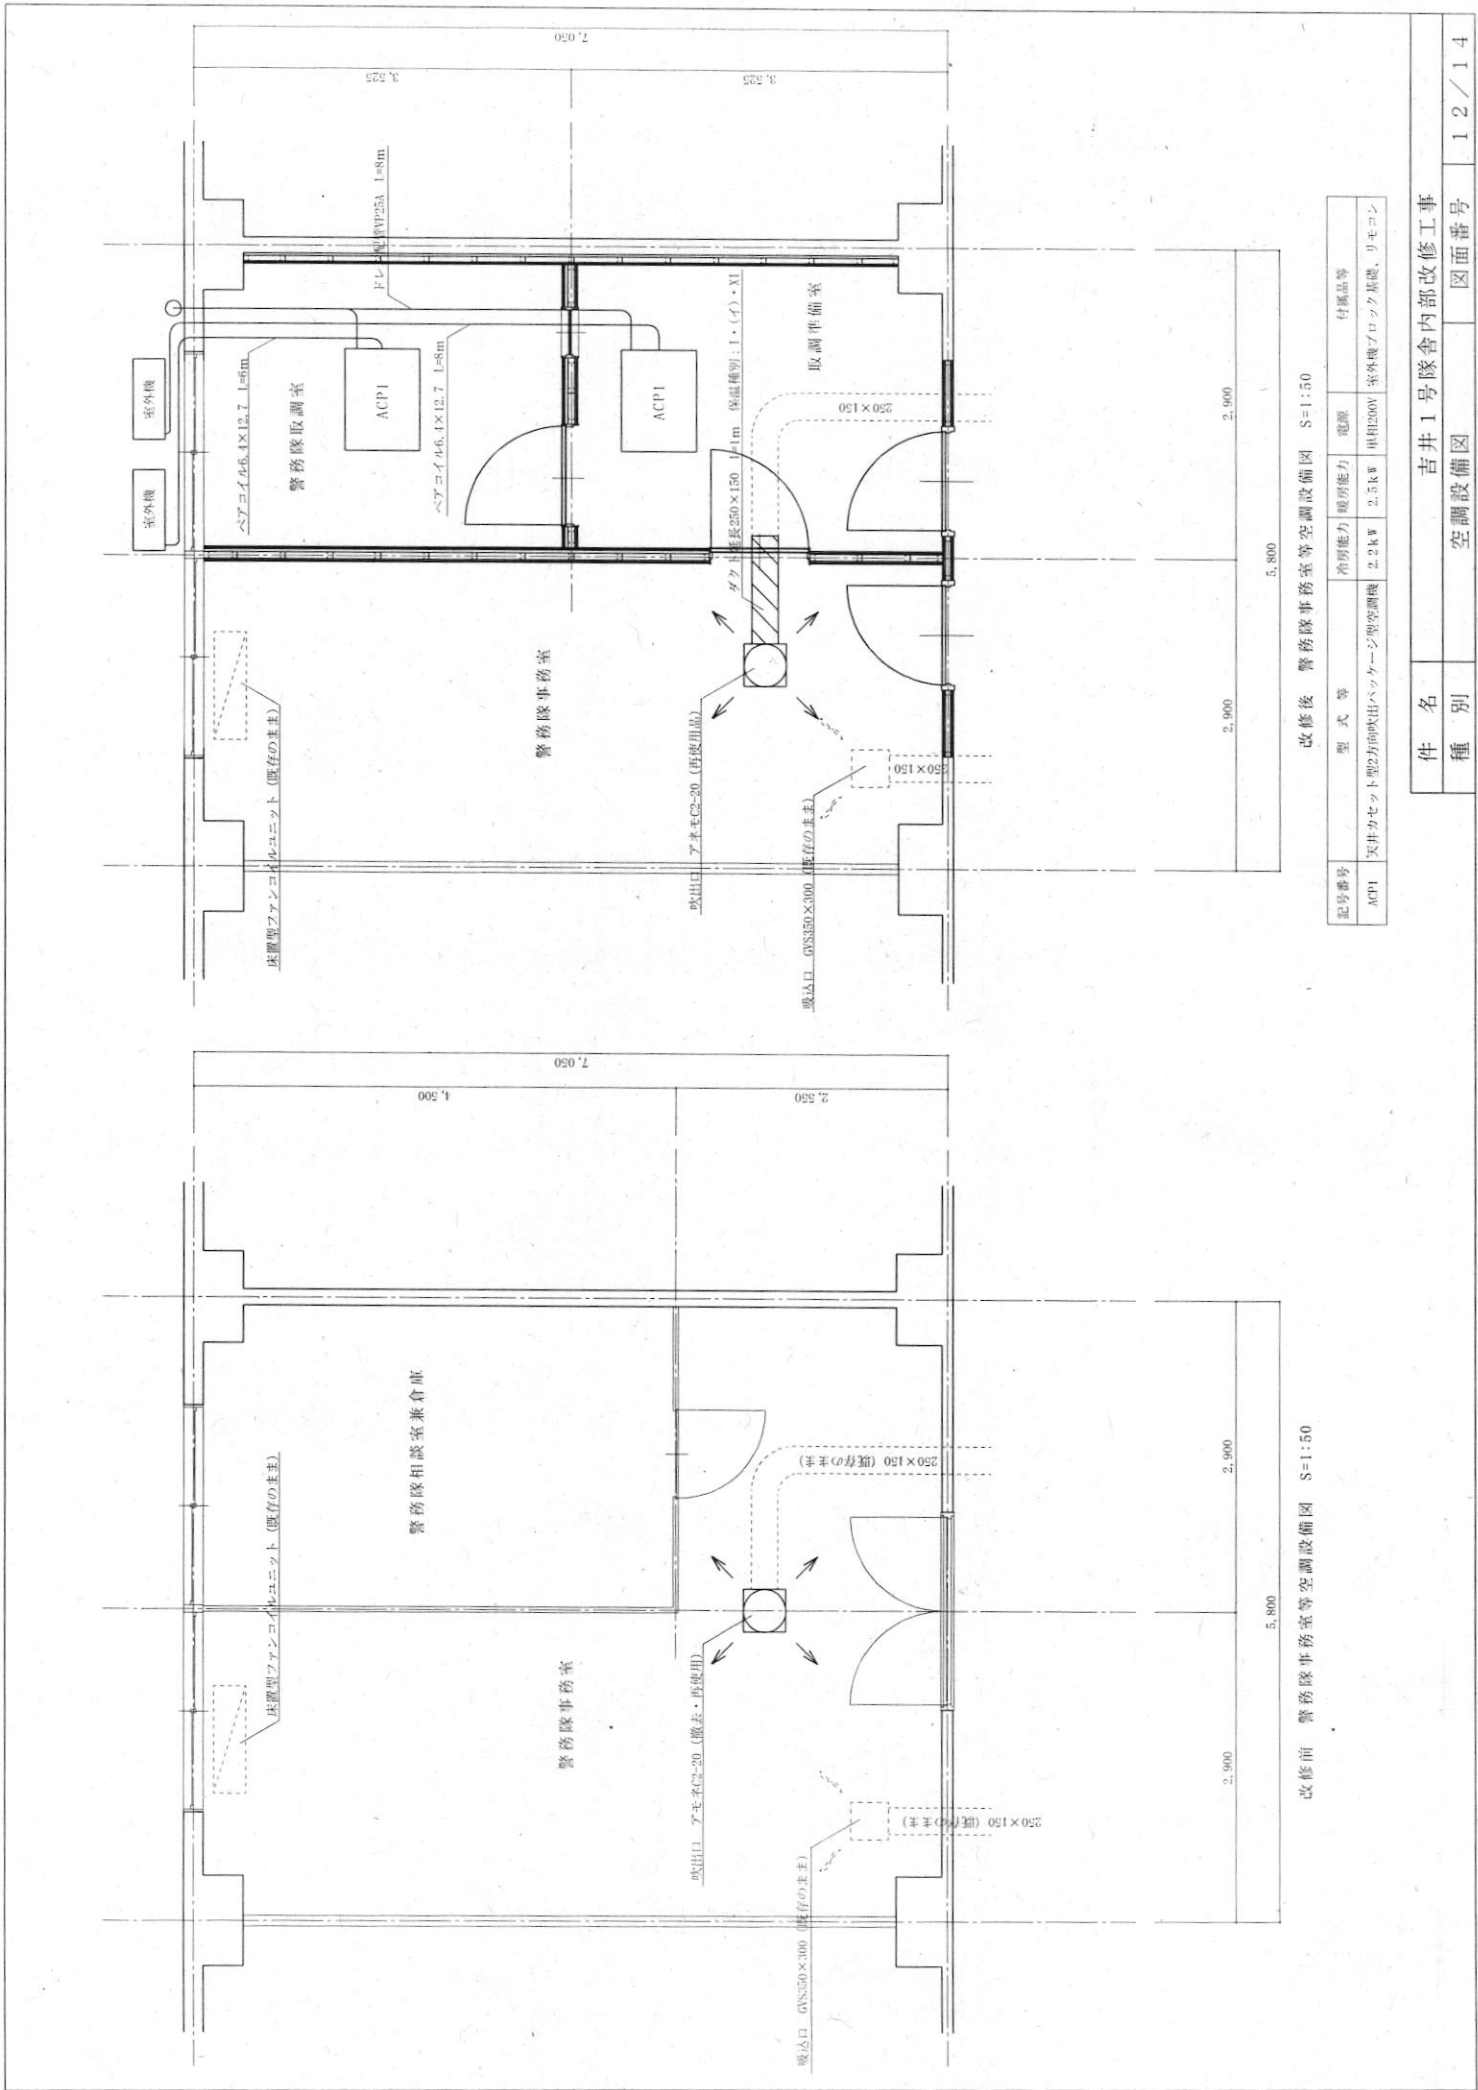 7,050
4,500
2,550
床置型ファンコイルユニット (既存のまま)
警務隊相談室兼倉庫
警務隊事務室
吹出口 アモネC2-20 (撤去・再使用)
250×150 (既存のまま)
250×150 (既存のまま)
吸込口 GVS350×300 (既存のまま)
2,900
2,900
5,800
改修前 警務隊事務室等空調設備図 S=1:50
7,050
3,525
3,525
室外機
室外機
ドレン配管VP25A L=8m
ペアコイル6.4×12.7 L=6m
警務隊取調室
ACP1
ペアコイル6.4×12.7 L=8m
ACP1
床置型ファンコイルユニット (既存のまま)
警務隊事務室
ダクト延長250×150 L=1m 保温種別:I・(イ)・XI
取調準備室
250×150
吹出口 アネモC2-20 (再使用品)
250×150
吸込口 GVS350×300 (既存のまま)
2,900
2,900
5,800
改修後 警務隊事務室等空調設備図 S=1:50
記号番号 型式等 冷房能力 暖房能力 電源 付属品等
ACP1 天井カセット型2方向吹出パッケージ型空調機 2.2kW 2.5kW 単相200V 室外機ブロック基礎、リモコン
件名 吉井1号隊舎内部改修工事
種別 空調設備図 図面番号 12/14